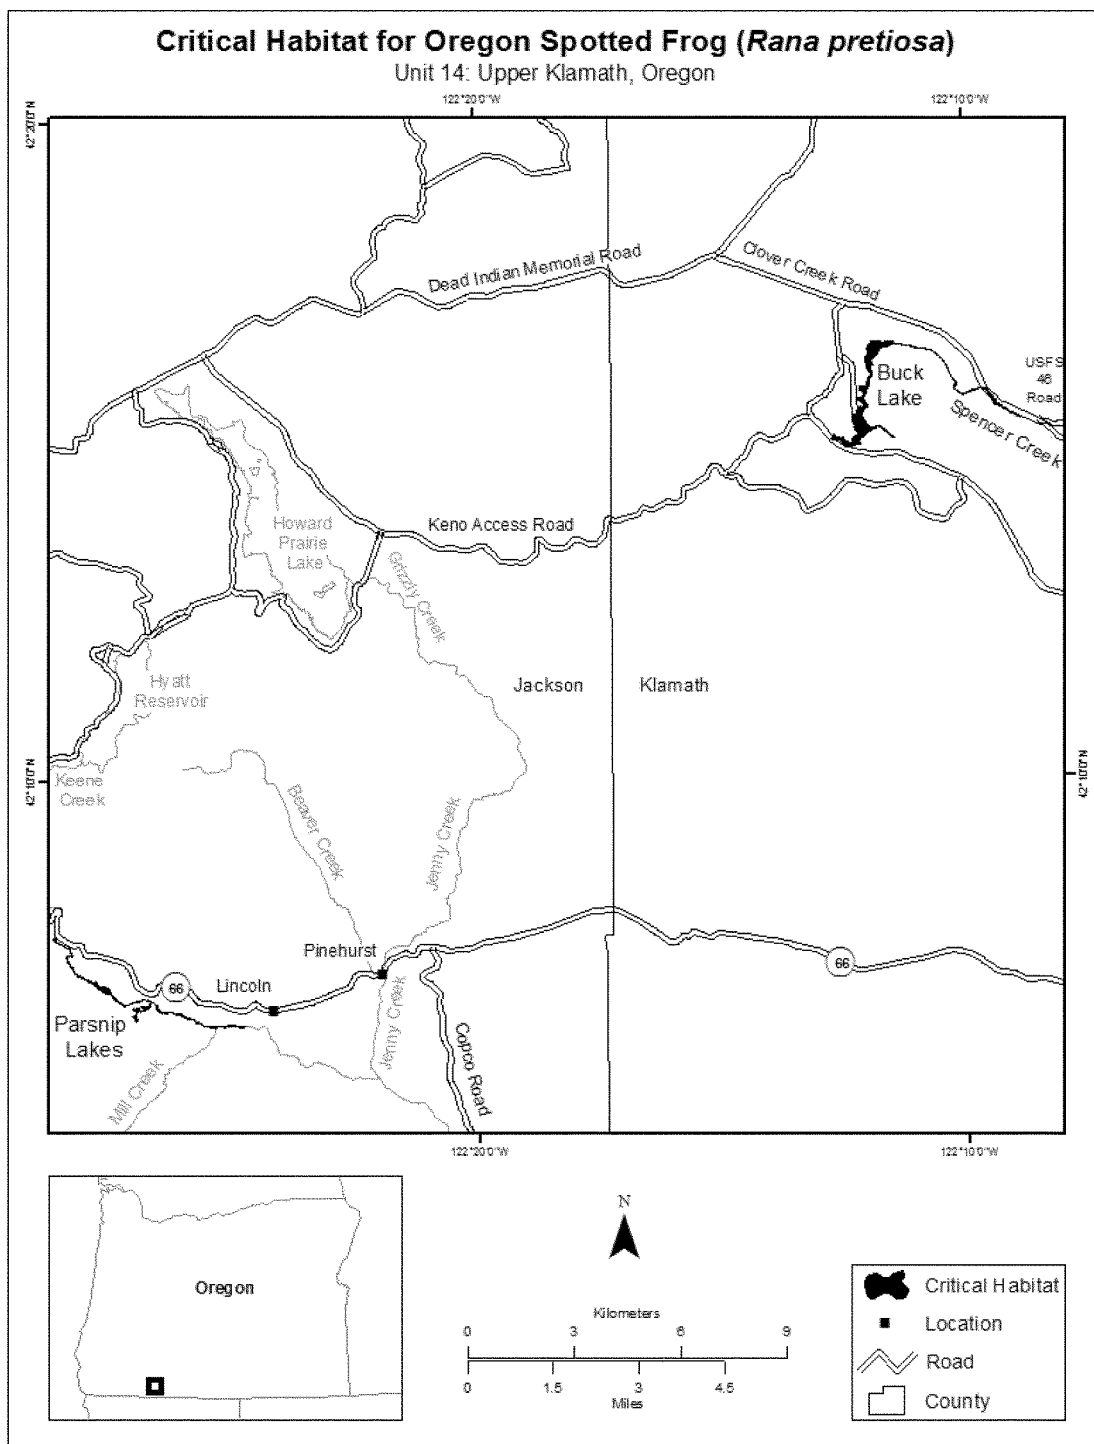 Critical Habitat for Oregon Spotted Frog (Rana pretiosa)
Unit 14: Upper Klamath, Oregon
122°20'0"W
122°10'0"W
42°20'0"N
Dead Indian Memorial Road
Clover Creek Road
USFS
46
Road
Buck
Lake
Spencer Creek
Howard
Prairie
Lake
Keno Access Road
Grizzly Creek
Jackson
Klamath
Hyatt
Reservoir
42°10'0"N
42°10'0"N
Keene
Creek
Beaver Creek
Jenny Creek
Pinehurst
66
66
Lincoln
Parsnip
Lakes
Jenny Creek
Copco Road
Mill Creek
122°20'0"W
122°10'0"W
Oregon
N
Kilometers
0 3 6 9
0 1.5 3 4.5
Miles
Critical Habitat
Location
Road
County